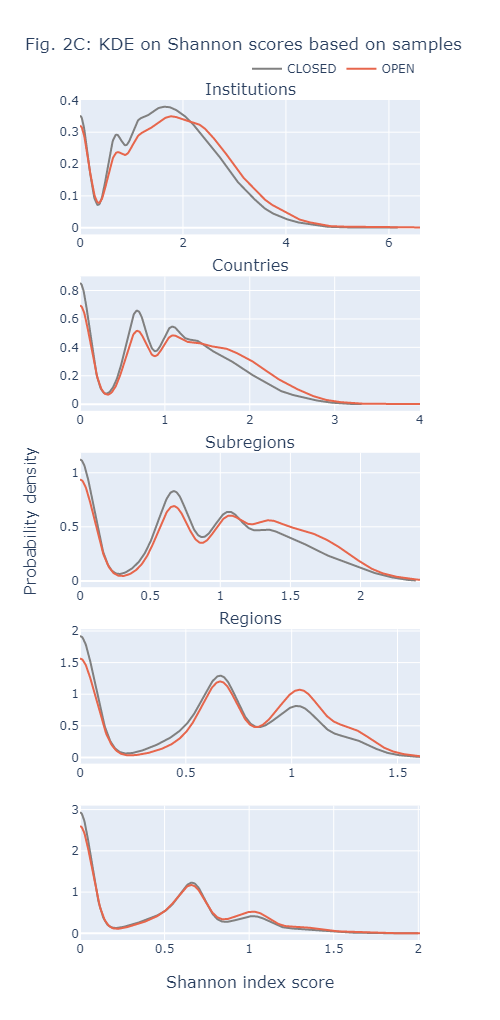 Fig. 2C: KDE on Shannon scores based on samples
CLOSED OPEN
Institutions
0.4
0.3
0.2
0.1
0
0 2 4 6
Countries
0.8
0.6
0.4
0.2
0
0 1 2 3 4
Subregions
1
0.5
0
0 0.5 1 1.5 2
Probability density
Regions
2
1.5
1
0.5
0
0 0.5 1 1.5
3
2
1
0
0 0.5 1 1.5 2
Shannon index score